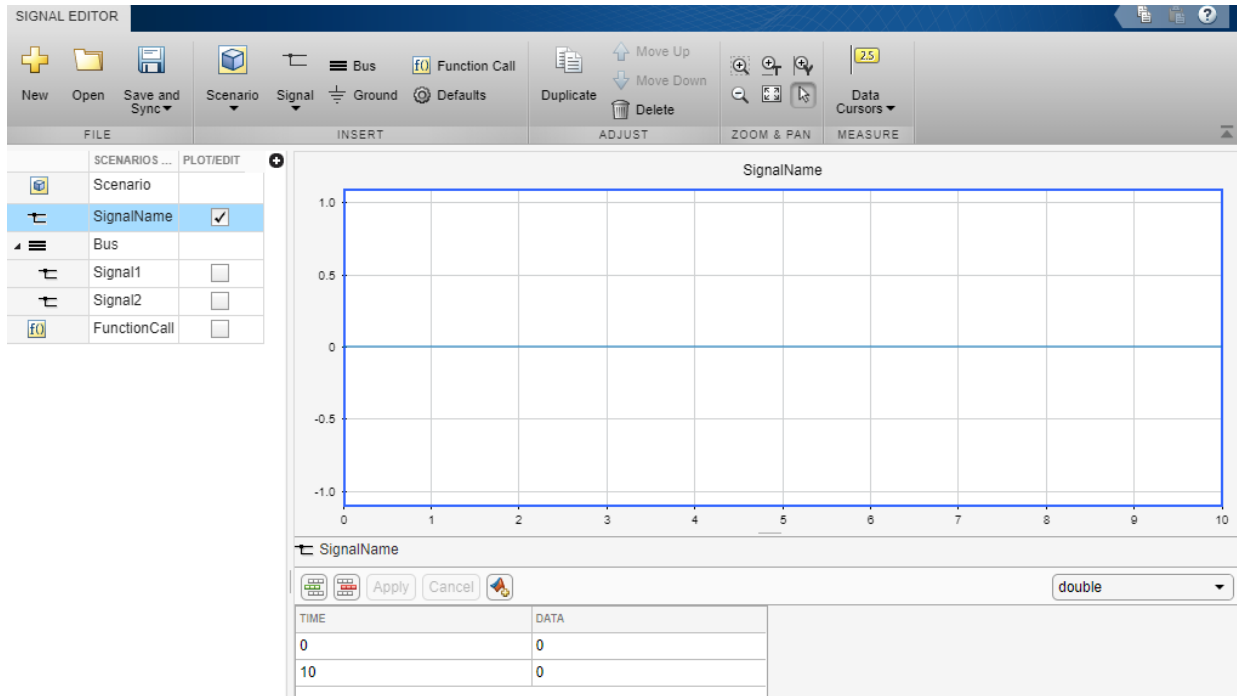 SIGNAL EDITOR
?
New
Open
Save and
Sync
Scenario
Signal
Bus
f() Function Call
Ground
Defaults
Duplicate
Move Up
Move Down
Delete
2.5
Data
Cursors
FILE
INSERT
ADJUST
ZOOM & PAN
MEASURE
SCENARIOS ... PLOT/EDIT
Scenario
SignalName
Bus
Signal1
Signal2
f() FunctionCall
SignalName
1.0
0.5
0
-0.5
-1.0
0 1 2 3 4 5 6 7 8 9 10
SignalName
Apply Cancel
double
TIME DATA
0 0
10 0